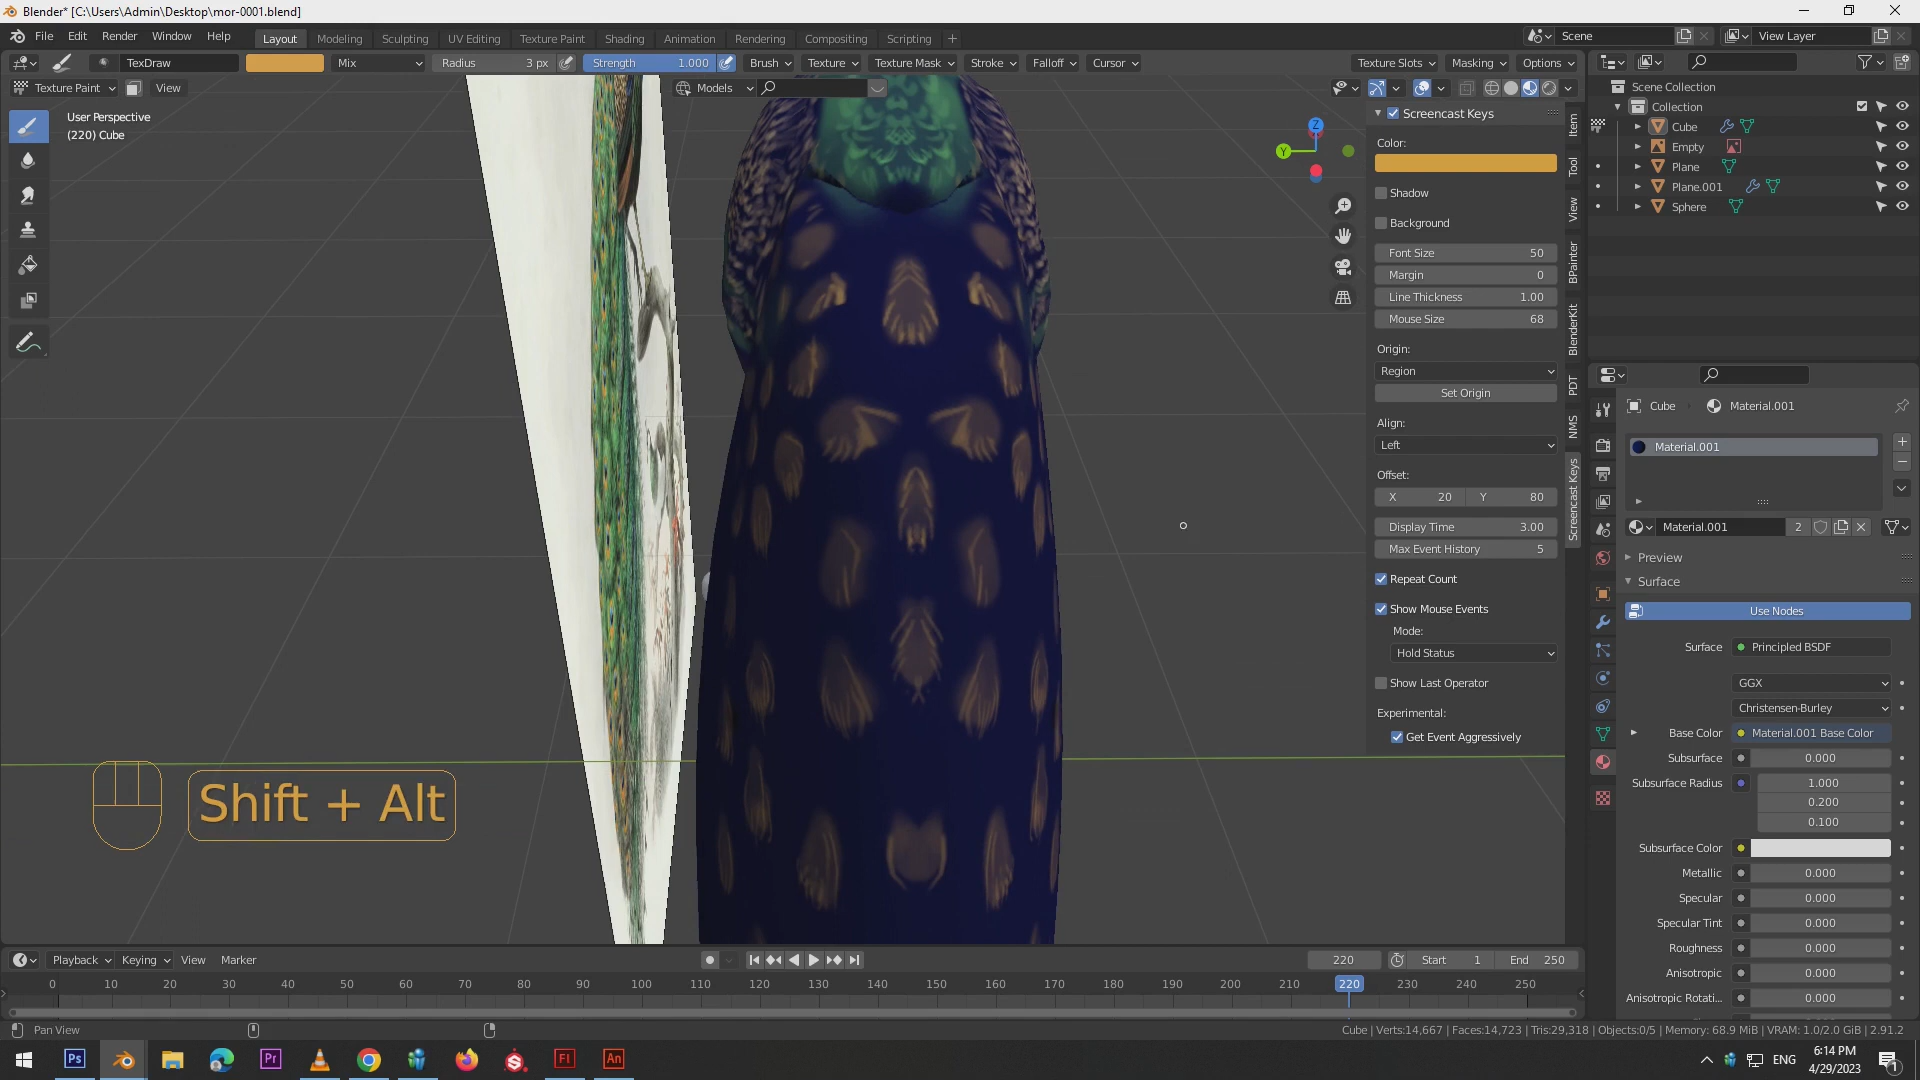 Blender* [C:\Users\Admin\Desktop\mor-0001.blend]
File Edit Render Window Help Layout Modeling Sculpting UV Editing Texture Paint Shading Animation Rendering Compositing Scripting + Scene View Layer
TexDraw Mix Radius 3 px Strength 1.000 Brush Texture Texture Mask Stroke Falloff Cursor Texture Slots Masking Options
Texture Paint View Models
User Perspective
(220) Cube
Z
Y
Screencast Keys
Color:
Shadow
Background
Font Size 50
Margin 0
Line Thickness 1.00
Mouse Size 68
Origin:
Region
Set Origin
Align:
Left
Offset:
X 20 Y 80
Display Time 3.00
Max Event History 5
Repeat Count
Show Mouse Events
Mode:
Hold Status
Show Last Operator
Experimental:
Get Event Aggressively
Item
Tool
View
BPainter
BlenderKit
PDT
NMS
Screencast Keys
Scene Collection
Collection
Cube
Empty
Plane
Plane.001
Sphere
Cube Material.001
Material.001
Material.001 2
Preview
Surface
Use Nodes
Surface Principled BSDF
GGX
Christensen-Burley
Base Color Material.001 Base Color
Subsurface 0.000
Subsurface Radius 1.000
0.200
0.100
Subsurface Color
Metallic 0.000
Specular 0.000
Specular Tint 0.000
Roughness 0.000
Anisotropic 0.000
Anisotropic Rotati... 0.000
Shift + Alt
Playback Keying View Marker 220 Start 1 End 250
0 10 20 30 40 50 60 70 80 90 100 110 120 130 140 150 160 170 180 190 200 210 220 230 240 250
Pan View Cube | Verts:14,667 | Faces:14,723 | Tris:29,318 | Objects:0/5 | Memory: 68.9 MiB | VRAM: 1.0/2.0 GiB | 2.91.2
Ps Pr Fl An ENG 6:14 PM
4/29/2023
1